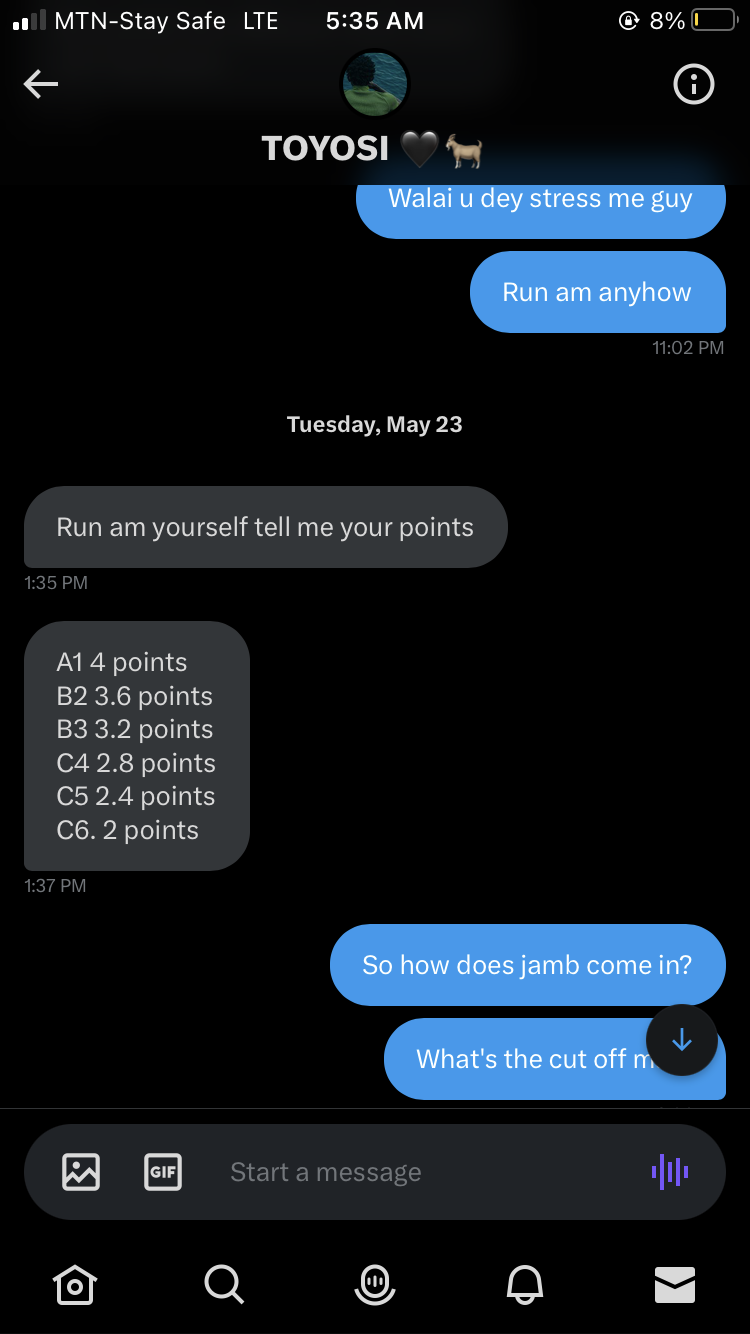 MTN-Stay Safe LTE 5:35 AM 8%
TOYOSI 🖤🐐
Walai u dey stress me guy
Run am anyhow
11:02 PM
Tuesday, May 23
Run am yourself tell me your points
1:35 PM
A1 4 points
B2 3.6 points
B3 3.2 points
C4 2.8 points
C5 2.4 points
C6. 2 points
1:37 PM
So how does jamb come in?
What's the cut off
GIF Start a message